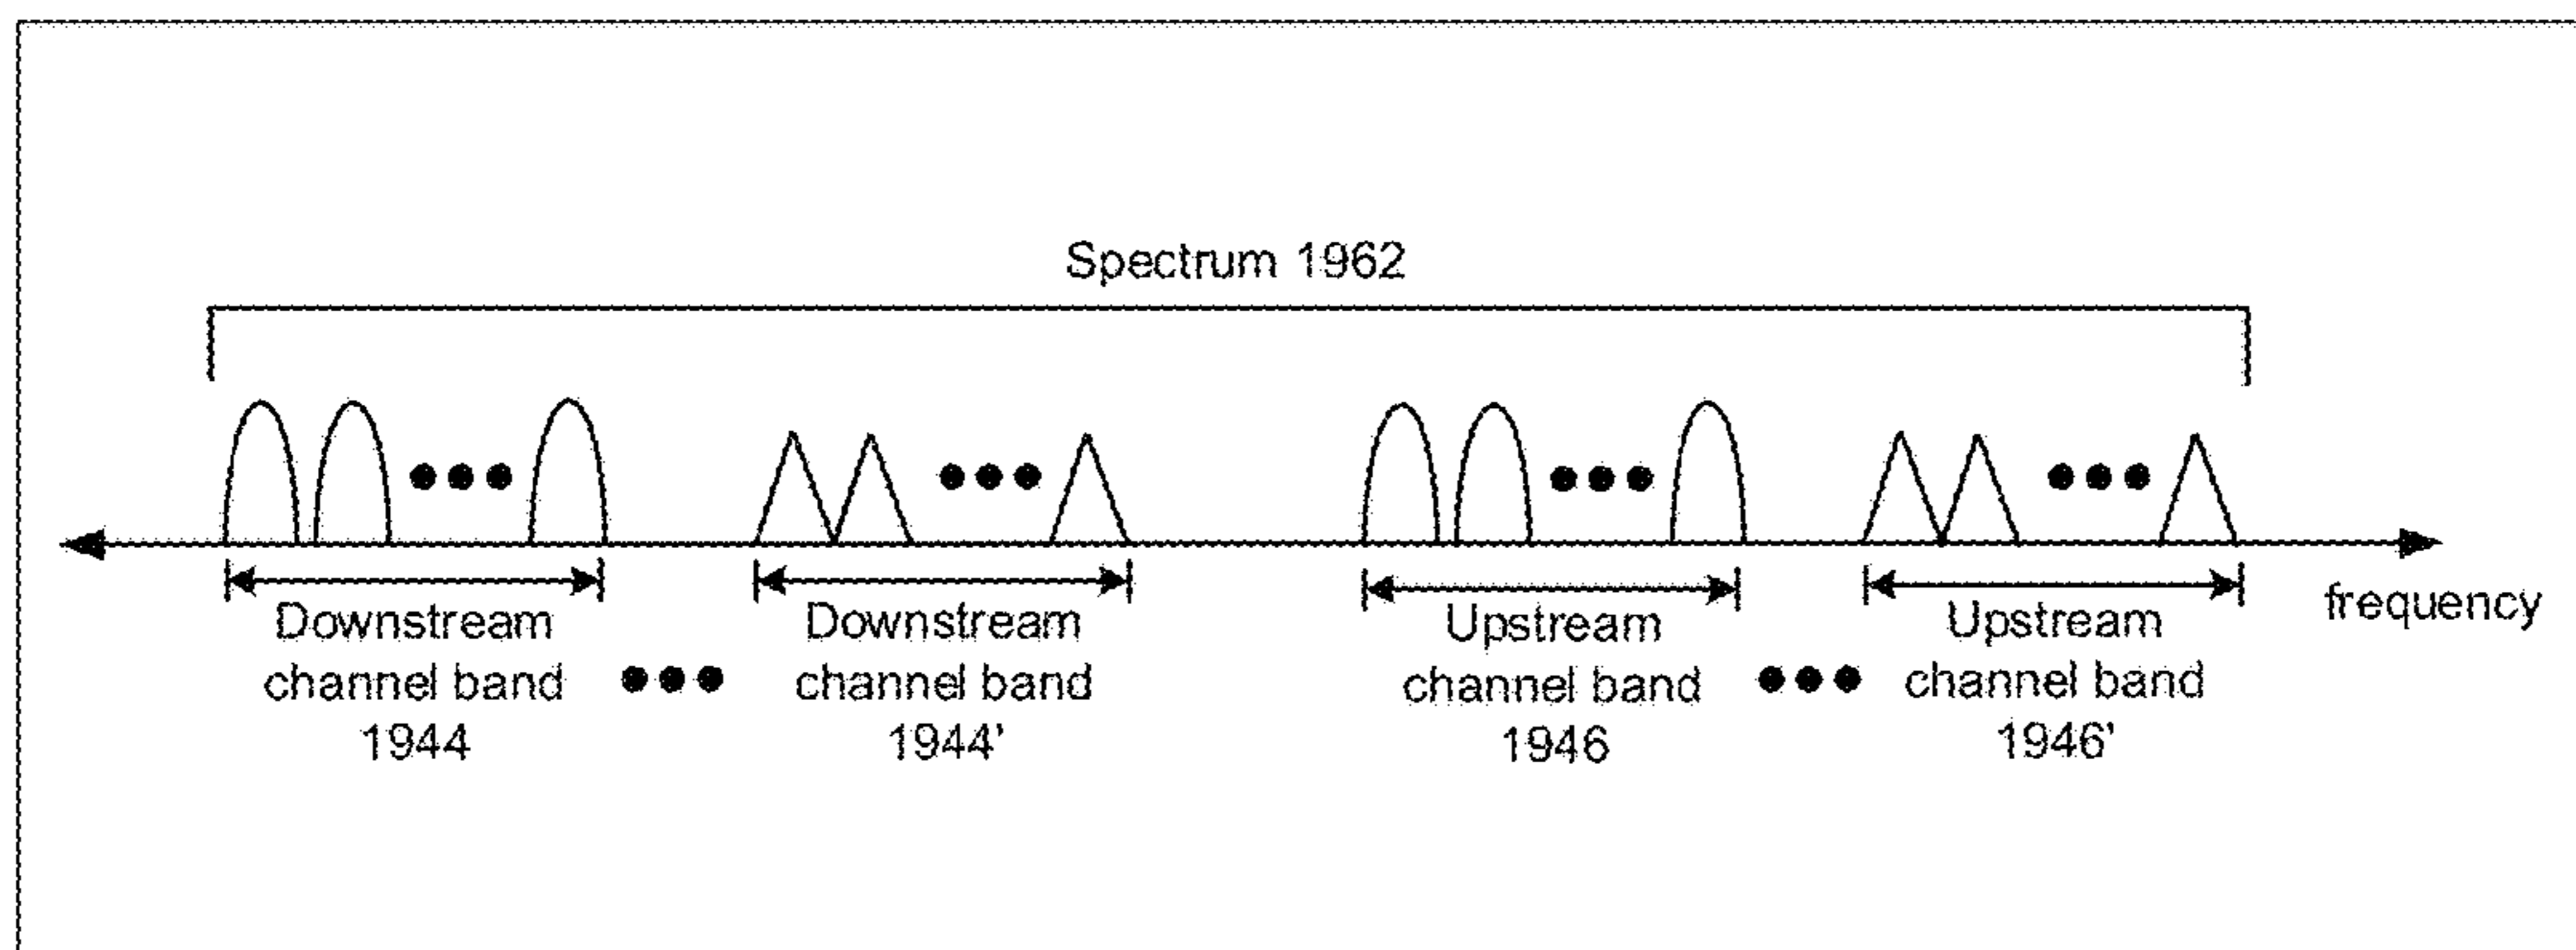 Spectrum 1962
frequency
Downstream
channel band
1944
Downstream
channel band
1944'
Upstream
channel band
1946
Upstream
channel band
1946'